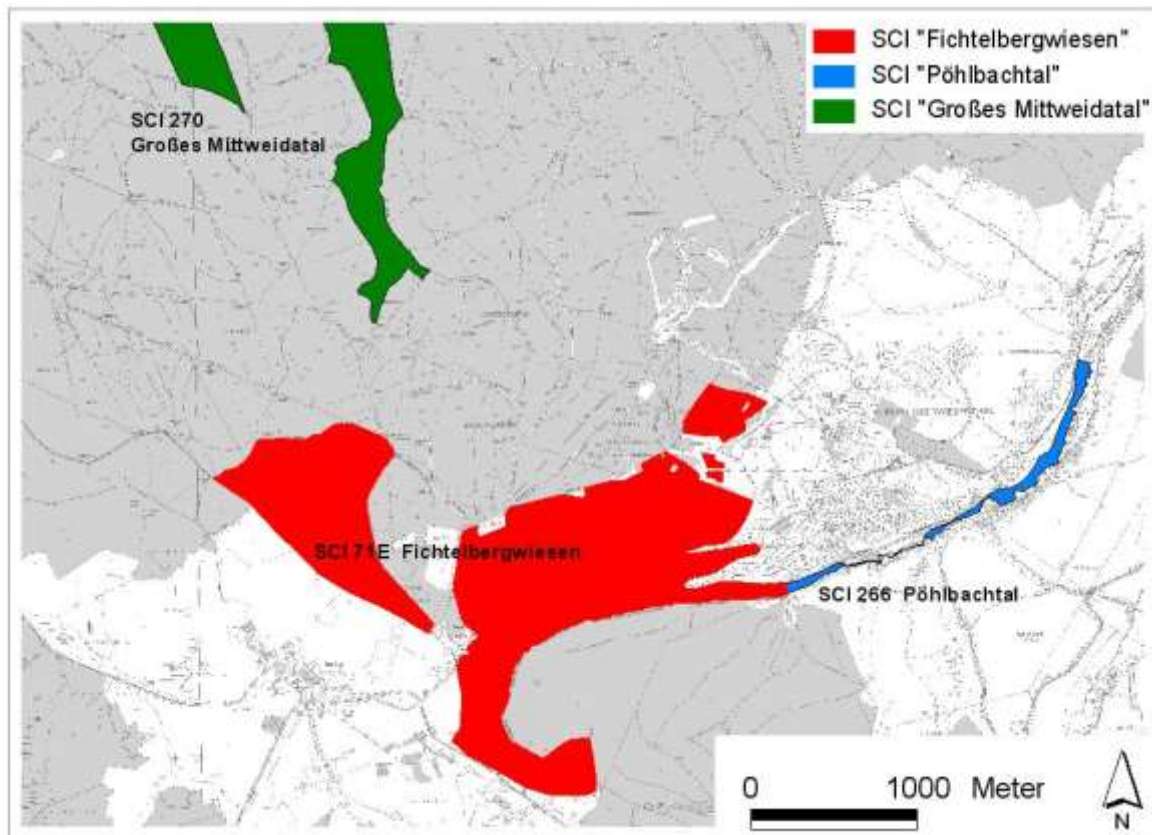 SCI "Fichtelbergwiesen"
SCI "Pöhlbachtal"
SCI "Großes Mittweidatal"
SCI 270
Großes Mittweidatal
SCI 71E Fichtelbergwiesen
SCI 266 Pöhlbachtal
0 1000 Meter
N